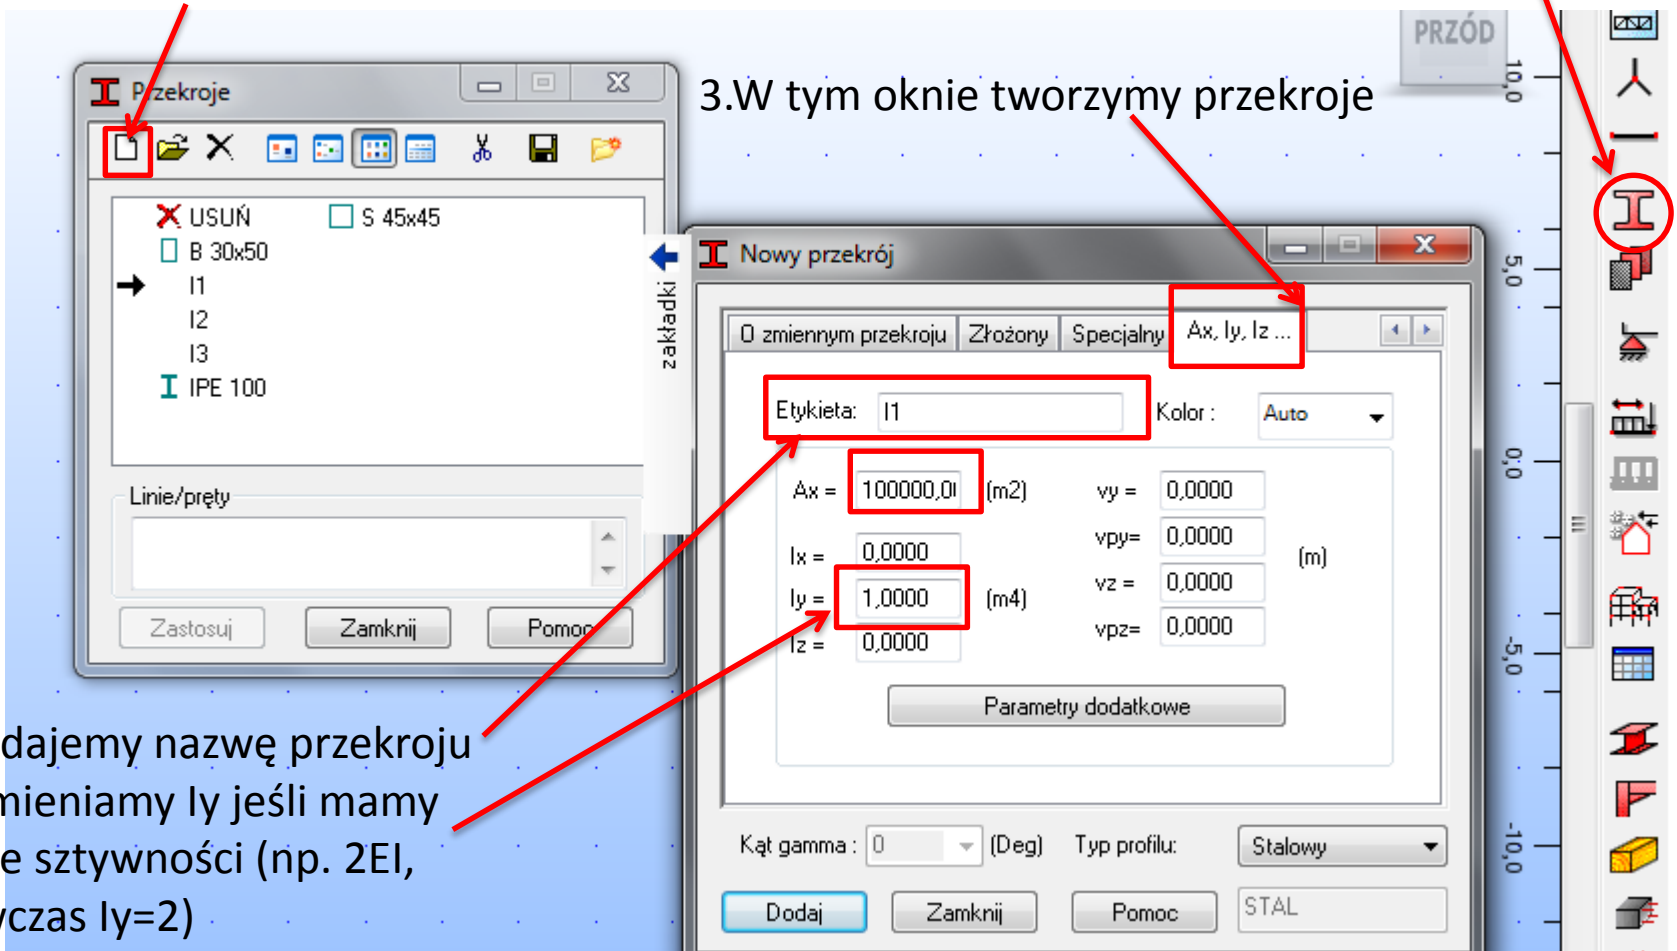 PRZÓD
Przekroje
3.W tym oknie tworzymy przekroje
10,0
USUŃ S 45x45
B 30x50
I1
I2
I3
IPE 100
zakładki
Linie/pręty
Zastosuj Zamknij Pomoc
Nowy przekrój
5,0
O zmiennym przekroju Złożony Specjalny Ax, Iy, Iz ...
Etykieta: I1 Kolor : Auto
0,0
Ax = 100000,0 (m2) vy = 0,0000
Ix = 0,0000 vpy= 0,0000 (m)
Iy = 1,0000 (m4) vz = 0,0000
Iz = 0,0000 vpz= 0,0000
-5,0
Parametry dodatkowe
dajemy nazwę przekroju
mieniamy Iy jeśli mamy
e sztywności (np. 2EI,
yczas Iy=2)
Kąt gamma : 0 (Deg) Typ profilu: Stalowy
-10,0
Dodaj Zamknij Pomoc STAL